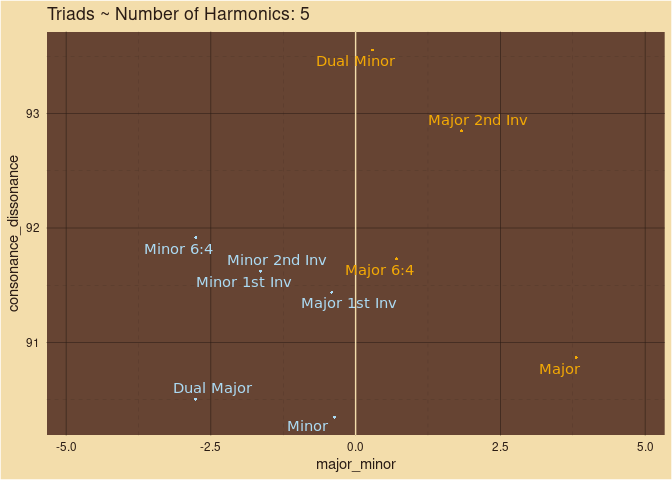 Triads ~ Number of Harmonics: 5
consonance_dissonance
93
92
91
Dual Minor
Major 2nd Inv
Minor 6:4
Minor 2nd Inv
Major 6:4
Minor 1st Inv
Major 1st Inv
Major
Dual Major
Minor
-5.0
-2.5
0.0
2.5
5.0
major_minor